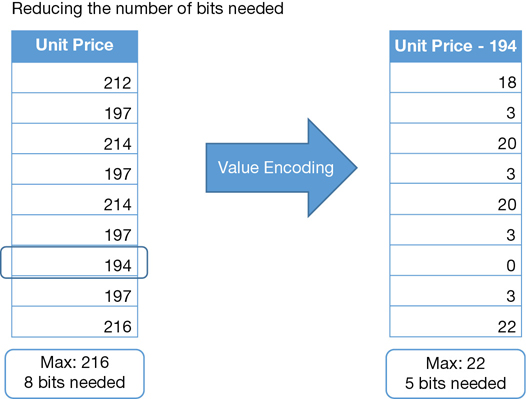 Reducing the number of bits needed
Unit Price
212
197
214
197
214
197
194
197
216
Max: 216
8 bits needed
Value Encoding
Unit Price - 194
18
3
20
3
20
3
0
3
22
Max: 22
5 bits needed